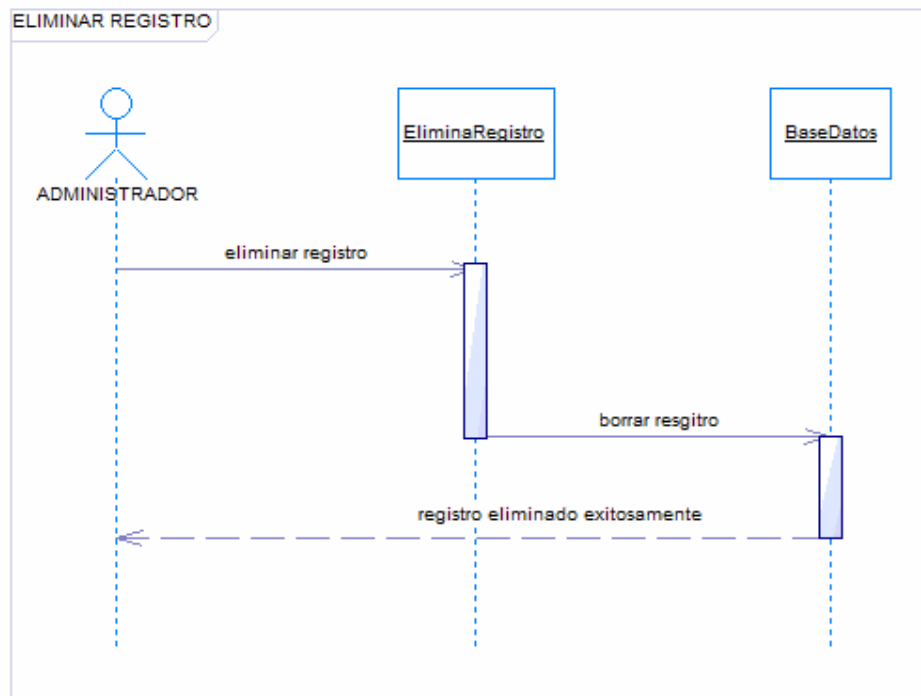 ELIMINAR REGISTRO
EliminaRegistro
BaseDatos
ADMINISTRADOR
eliminar registro
borrar resgitro
registro eliminado exitosamente